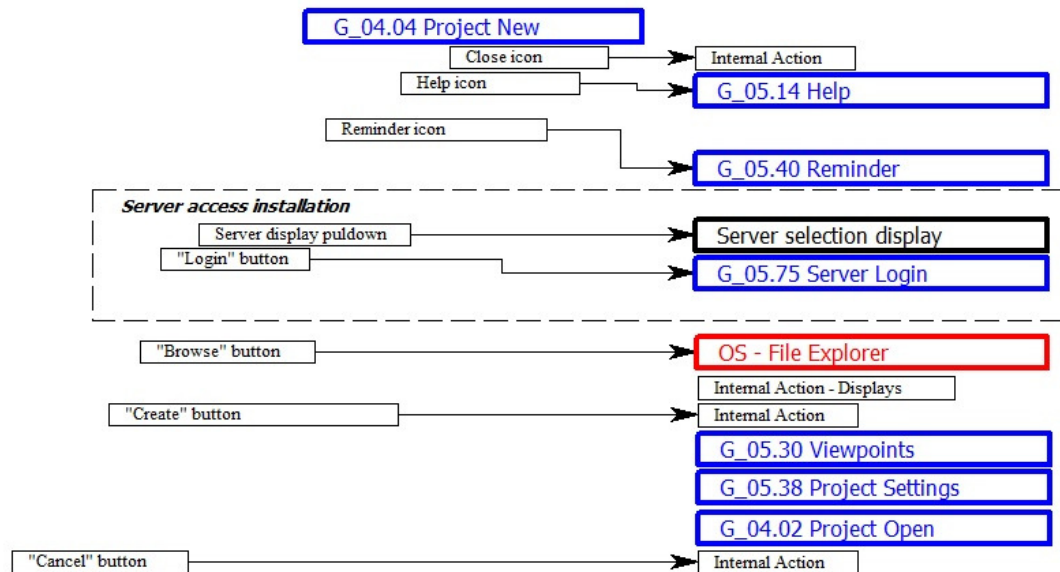 G_04.04 Project New
Close icon
Internal Action
Help icon
G_05.14 Help
Reminder icon
G_05.40 Reminder
Server access installation
Server display puldown
Server selection display
"Login" button
G_05.75 Server Login
"Browse" button
OS - File Explorer
Internal Action - Displays
"Create" button
Internal Action
G_05.30 Viewpoints
G_05.38 Project Settings
G_04.02 Project Open
"Cancel" button
Internal Action